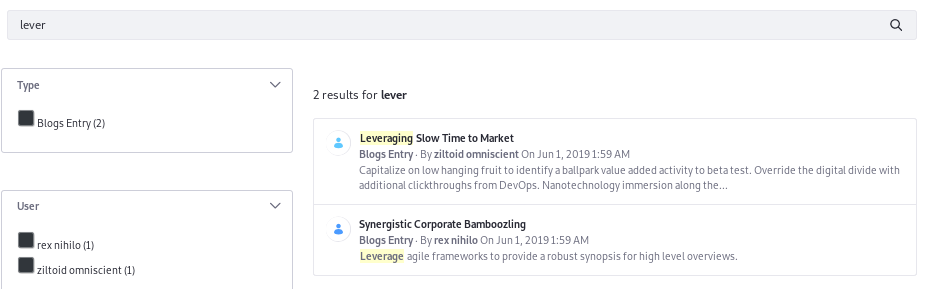 lever
Type
Blogs Entry (2)
User
rex nihilo (1)
ziltoid omniscient (1)
2 results for lever
Leveraging Slow Time to Market
Blogs Entry · By ziltoid omniscient On Jun 1, 2019 1:59 AM
Capitalize on low hanging fruit to identify a ballpark value added activity to beta test. Override the digital divide with
additional clickthroughs from DevOps. Nanotechnology immersion along the...
Synergistic Corporate Bamboozling
Blogs Entry · By rex nihilo On Jun 1, 2019 1:59 AM
Leverage agile frameworks to provide a robust synopsis for high level overviews.